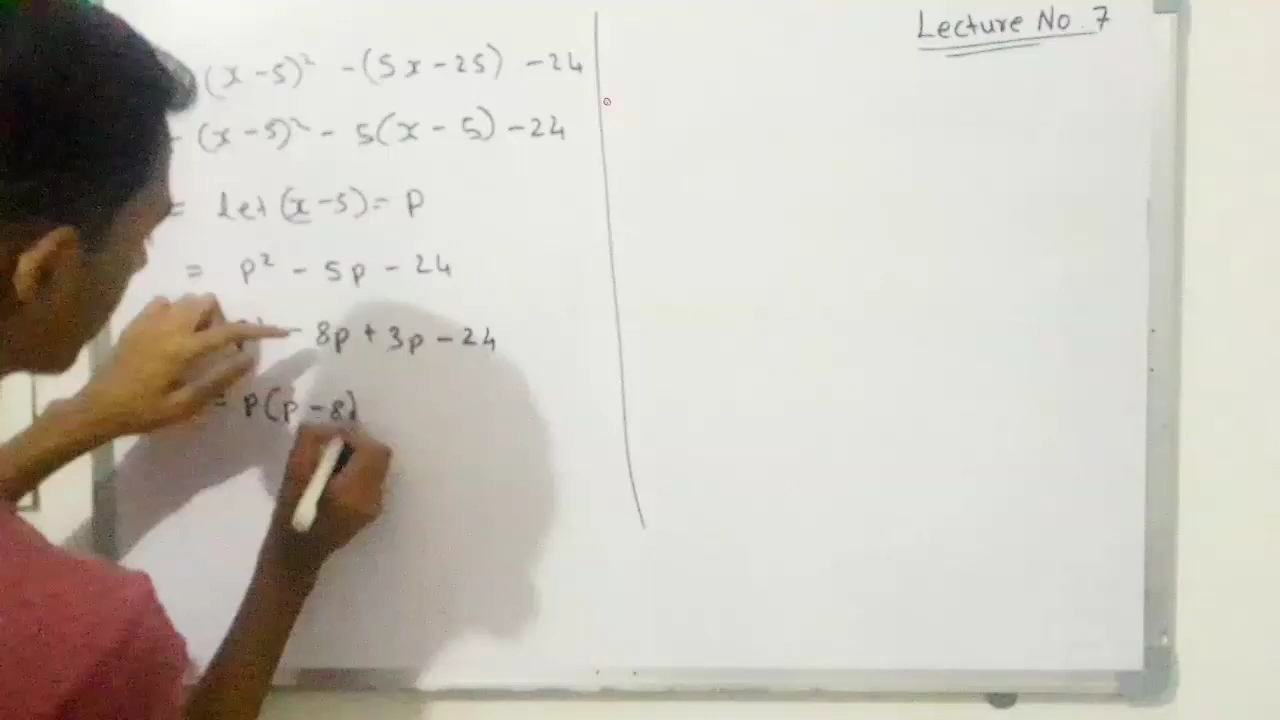 Lecture No. 7
(x-5)² -(5x-25) -24
- (x-5)² - 5(x-5) -24
= let (x-5) = P
= p² - 5p - 24
- 8p + 3p - 24
= p(p-8)